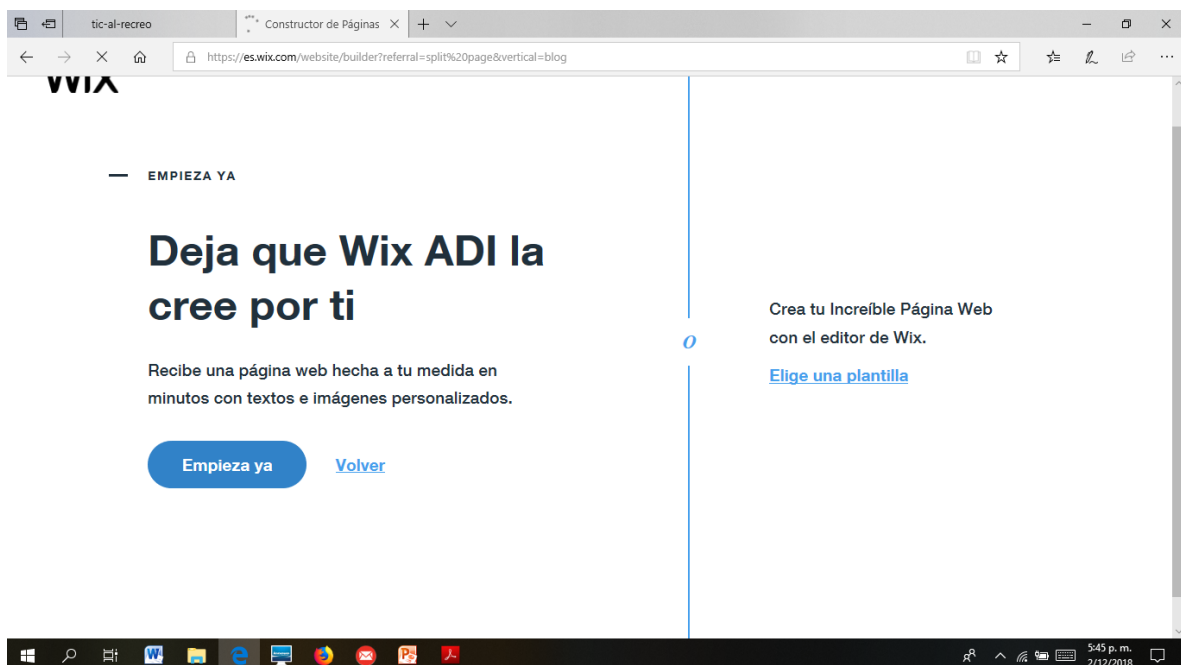 tic-al-recreo
Constructor de Páginas
https://es.wix.com/website/builder?referral=split%20page&vertical=blog
WIX
EMPIEZA YA
Deja que Wix ADI la
cree por ti
Recibe una página web hecha a tu medida en
minutos con textos e imágenes personalizados.
Empieza ya
Volver
o
Crea tu Increíble Página Web
con el editor de Wix.
Elige una plantilla
5:45 p. m.
2/12/2018